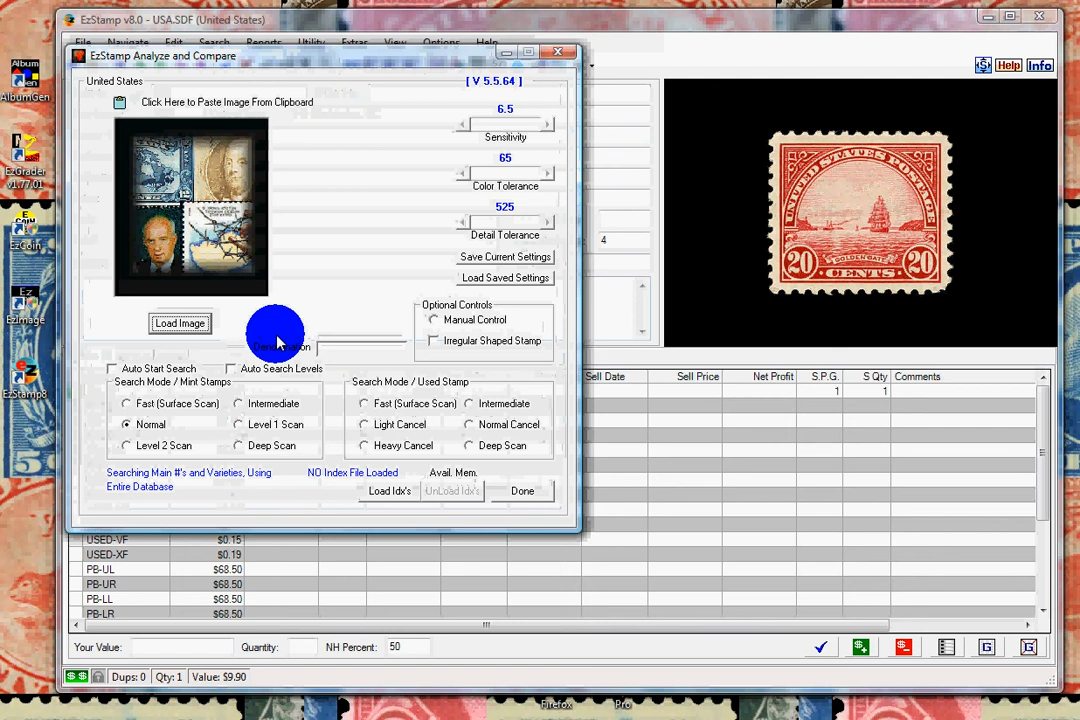 EzStamp v8.0 - USA.SDF (United States)
File Navigate Edit Search Reports Utility Extras View Options Help
EzStamp Analyze and Compare
Help Info
United States
[ V 5.5.64 ]
Click Here to Paste Image From Clipboard
6.5
Sensitivity
65
Color Tolerance
525
Detail Tolerance
4
Save Current Settings
Load Saved Settings
Optional Controls
Manual Control
Irregular Shaped Stamp
Load Image
Denomination
Auto Start Search
Auto Search Levels
Search Mode / Mint Stamps
Search Mode / Used Stamp
Fast (Surface Scan)
Intermediate
Fast (Surface Scan)
Intermediate
Normal
Level 1 Scan
Light Cancel
Normal Cancel
Level 2 Scan
Deep Scan
Heavy Cancel
Deep Scan
Searching Main #'s and Varieties, Using Entire Database
NO Index File Loaded
Avail. Mem.
Load Idx's
UnLoad Idx's
Done
UNITED STATES POSTAGE
GOLDEN GATE
20 CENTS 20
Sell Date Sell Price Net Profit S.P.G. S Qty Comments
1 1
USED-VF $0.15
USED-XF $0.19
PB-UL $68.50
PB-UR $68.50
PB-LL $68.50
PB-LR $68.50
Your Value: Quantity: NH Percent: 50
Dups: 0 Qty: 1 Value: $9.90
Album Gen
AlbumGen
EzGrader v1.77.01
EzCoin
Ez
EzImage
EzStamp8
Firefox
Pro